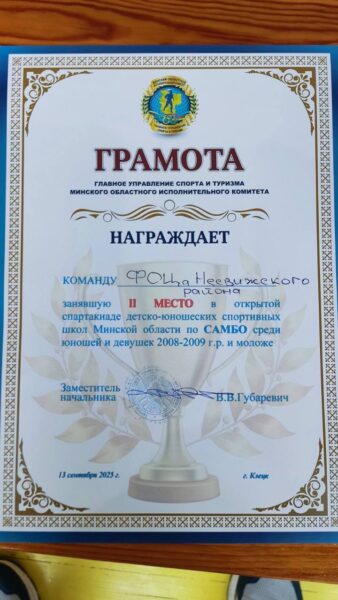 ГРАМОТА
ГЛАВНОЕ УПРАВЛЕНИЕ СПОРТА И ТУРИЗМА
МИНСКОГО ОБЛАСТНОГО ИСПОЛНИТЕЛЬНОГО КОМИТЕТА
НАГРАЖДАЕТ
КОМАНДУ ФОЦа Несвижского
района
занявшую II МЕСТО в открытой
спартакиаде детско-юношеских спортивных
школ Минской области по САМБО среди
юношей и девушек 2008-2009 г.р. и моложе
Заместитель
начальника В.В.Губаревич
13 сентября 2025 г. г. Клецк